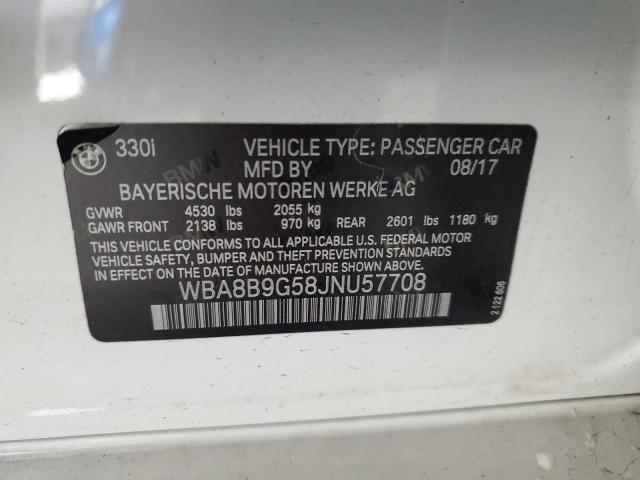 330i VEHICLE TYPE: PASSENGER CAR
MFD BY 08/17
BAYERISCHE MOTOREN WERKE AG
GVWR 4530 lbs 2055 kg
GAWR FRONT 2138 lbs 970 kg REAR 2601 lbs 1180 kg
THIS VEHICLE CONFORMS TO ALL APPLICABLE U.S. FEDERAL MOTOR
VEHICLE SAFETY, BUMPER AND THEFT PREVENTION STANDARDS
IN EFFECT ON THE DATE OF MANUFACTURE SHOWN ABOVE.
WBA8B9G58JNU57708
2 122 606
BMW